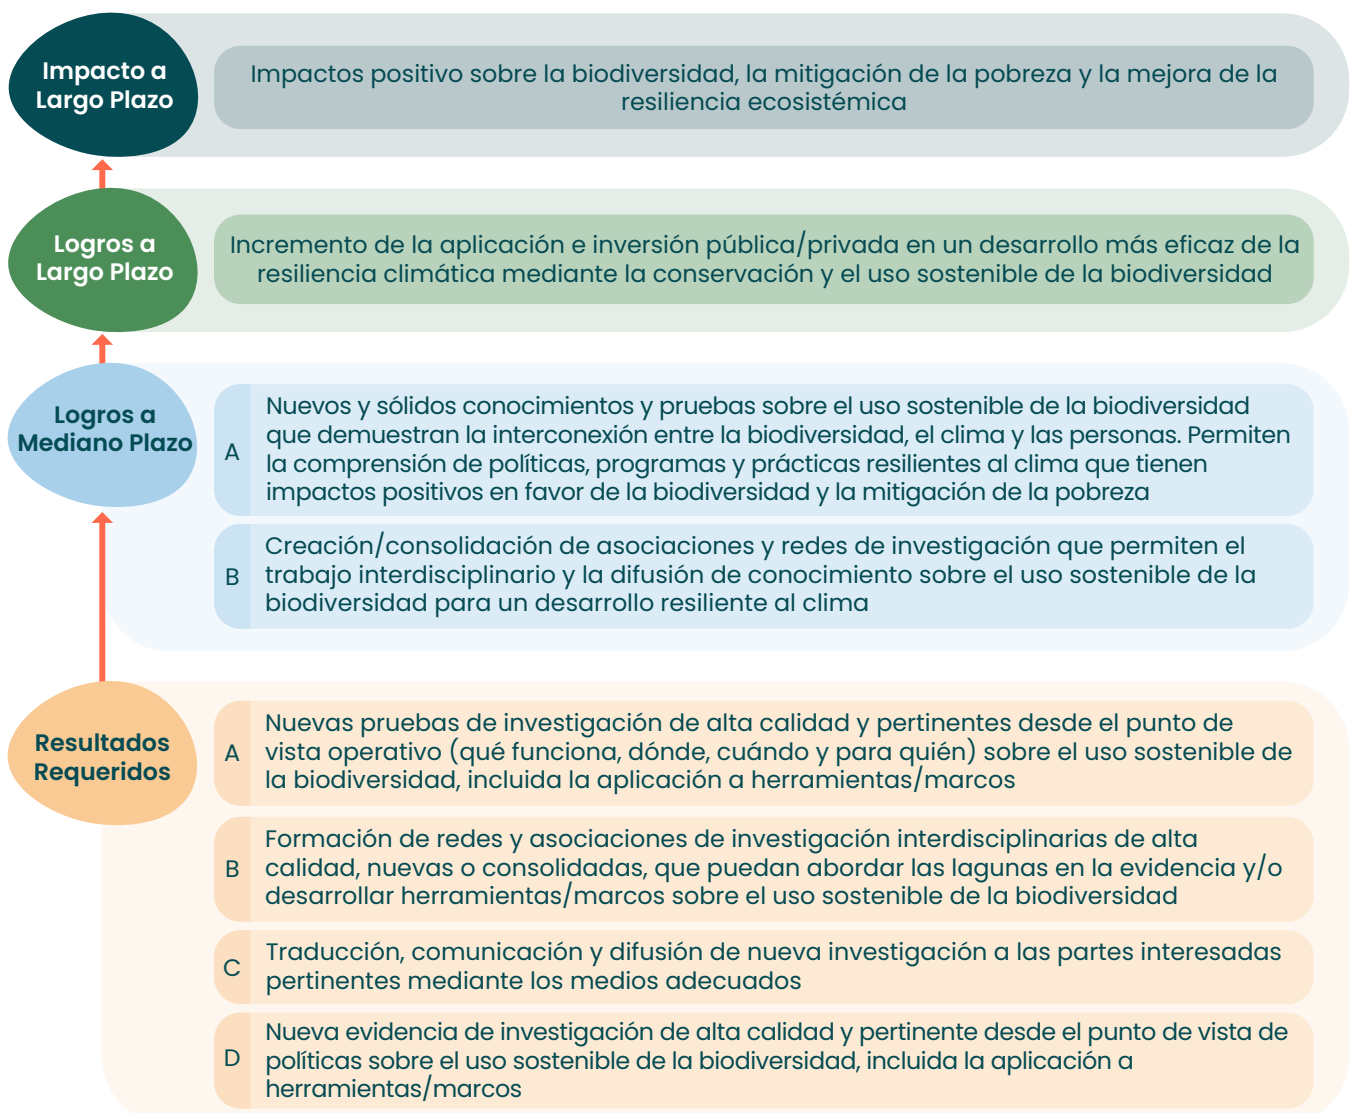 Impacto a
Largo Plazo
Impactos positivo sobre la biodiversidad, la mitigación de la pobreza y la mejora de la
resiliencia ecosistémica
Logros a
Largo Plazo
Incremento de la aplicación e inversión pública/privada en un desarrollo más eficaz de la
resiliencia climática mediante la conservación y el uso sostenible de la biodiversidad
Logros a
Mediano Plazo
A
Nuevos y sólidos conocimientos y pruebas sobre el uso sostenible de la biodiversidad
que demuestran la interconexión entre la biodiversidad, el clima y las personas. Permiten
la comprensión de políticas, programas y prácticas resilientes al clima que tienen
impactos positivos en favor de la biodiversidad y la mitigación de la pobreza
B
Creación/consolidación de asociaciones y redes de investigación que permiten el
trabajo interdisciplinario y la difusión de conocimiento sobre el uso sostenible de la
biodiversidad para un desarrollo resiliente al clima
Resultados
Requeridos
A
Nuevas pruebas de investigación de alta calidad y pertinentes desde el punto de
vista operativo (qué funciona, dónde, cuándo y para quién) sobre el uso sostenible de
la biodiversidad, incluida la aplicación a herramientas/marcos
B
Formación de redes y asociaciones de investigación interdisciplinarias de alta
calidad, nuevas o consolidadas, que puedan abordar las lagunas en la evidencia y/o
desarrollar herramientas/marcos sobre el uso sostenible de la biodiversidad
C
Traducción, comunicación y difusión de nueva investigación a las partes interesadas
pertinentes mediante los medios adecuados
D
Nueva evidencia de investigación de alta calidad y pertinente desde el punto de vista de
políticas sobre el uso sostenible de la biodiversidad, incluida la aplicación a
herramientas/marcos